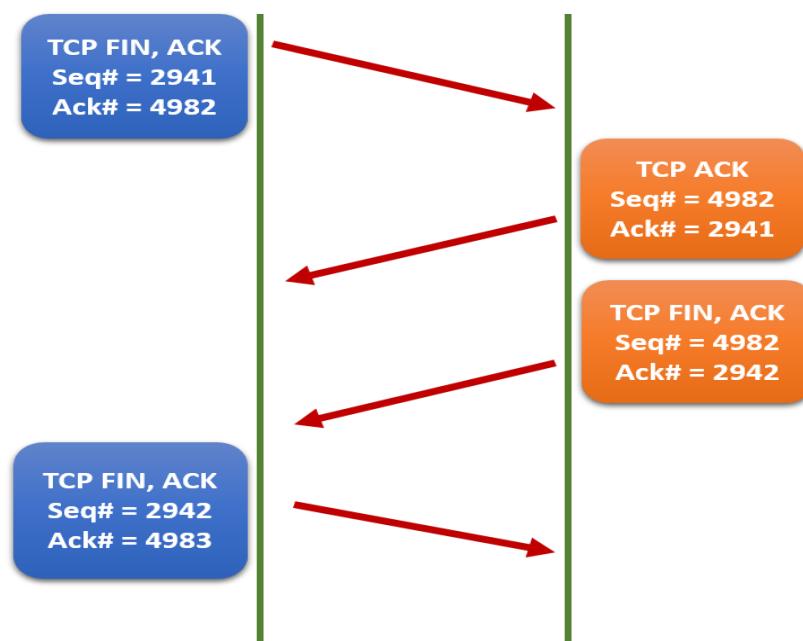 TCP FIN, ACK
Seq# = 2941
Ack# = 4982
TCP ACK
Seq# = 4982
Ack# = 2941
TCP FIN, ACK
Seq# = 4982
Ack# = 2942
TCP FIN, ACK
Seq# = 2942
Ack# = 4983